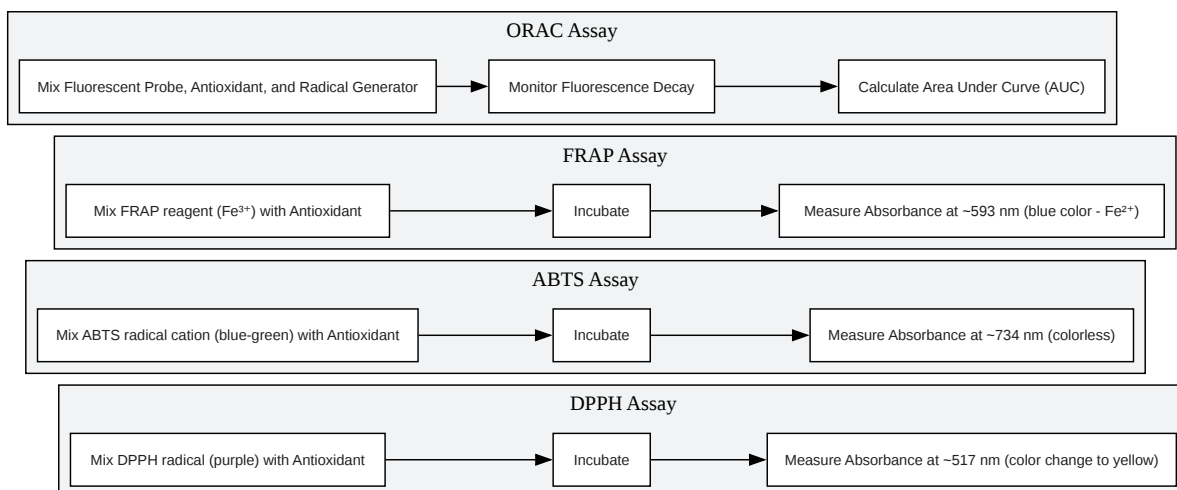 ORAC Assay
Mix Fluorescent Probe, Antioxidant, and Radical Generator
Monitor Fluorescence Decay
Calculate Area Under Curve (AUC)
FRAP Assay
Mix FRAP reagent (Fe³⁺) with Antioxidant
Incubate
Measure Absorbance at ~593 nm (blue color - Fe²⁺)
ABTS Assay
Mix ABTS radical cation (blue-green) with Antioxidant
Incubate
Measure Absorbance at ~734 nm (colorless)
DPPH Assay
Mix DPPH radical (purple) with Antioxidant
Incubate
Measure Absorbance at ~517 nm (color change to yellow)